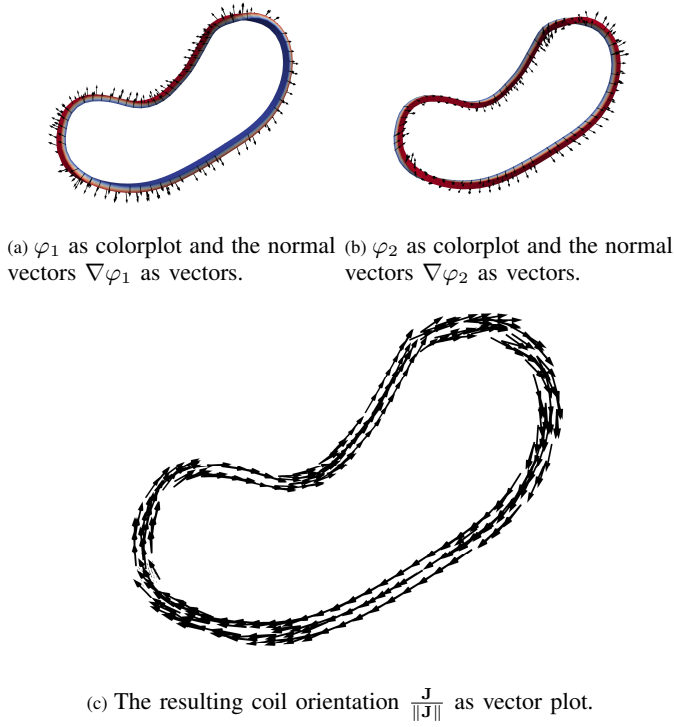 (a) φ₁ as colorplot and the normal
vectors ∇φ₁ as vectors.
(b) φ₂ as colorplot and the normal
vectors ∇φ₂ as vectors.
(c) The resulting coil orientation J/‖J‖ as vector plot.